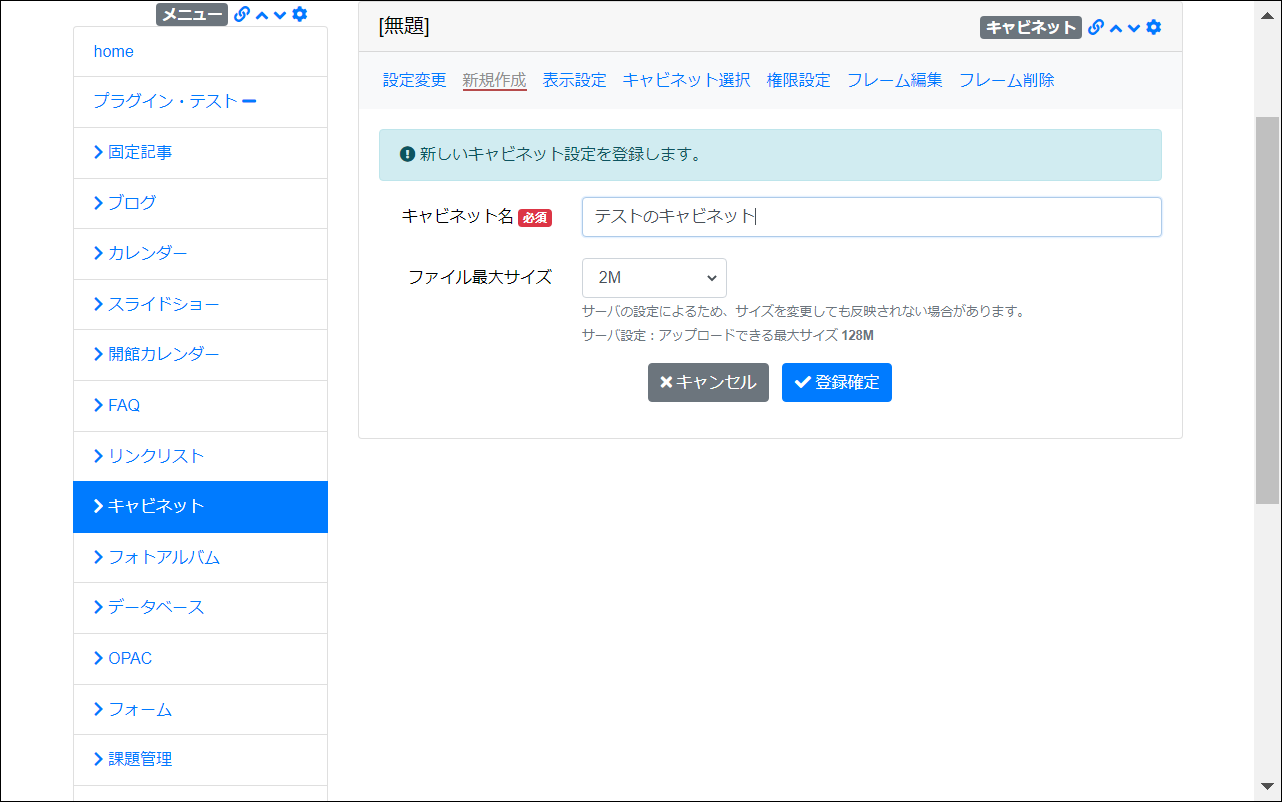 メニュー
home
プラグイン・テスト
固定記事
ブログ
カレンダー
スライドショー
開館カレンダー
FAQ
リンクリスト
キャビネット
フォトアルバム
データベース
OPAC
フォーム
課題管理
[無題] キャビネット
設定変更 新規作成 表示設定 キャビネット選択 権限設定 フレーム編集 フレーム削除
新しいキャビネット設定を登録します。
キャビネット名 必須 テストのキャビネット
ファイル最大サイズ 2M
サーバの設定によるため、サイズを変更しても反映されない場合があります。
サーバ設定：アップロードできる最大サイズ 128M
キャンセル 登録確定